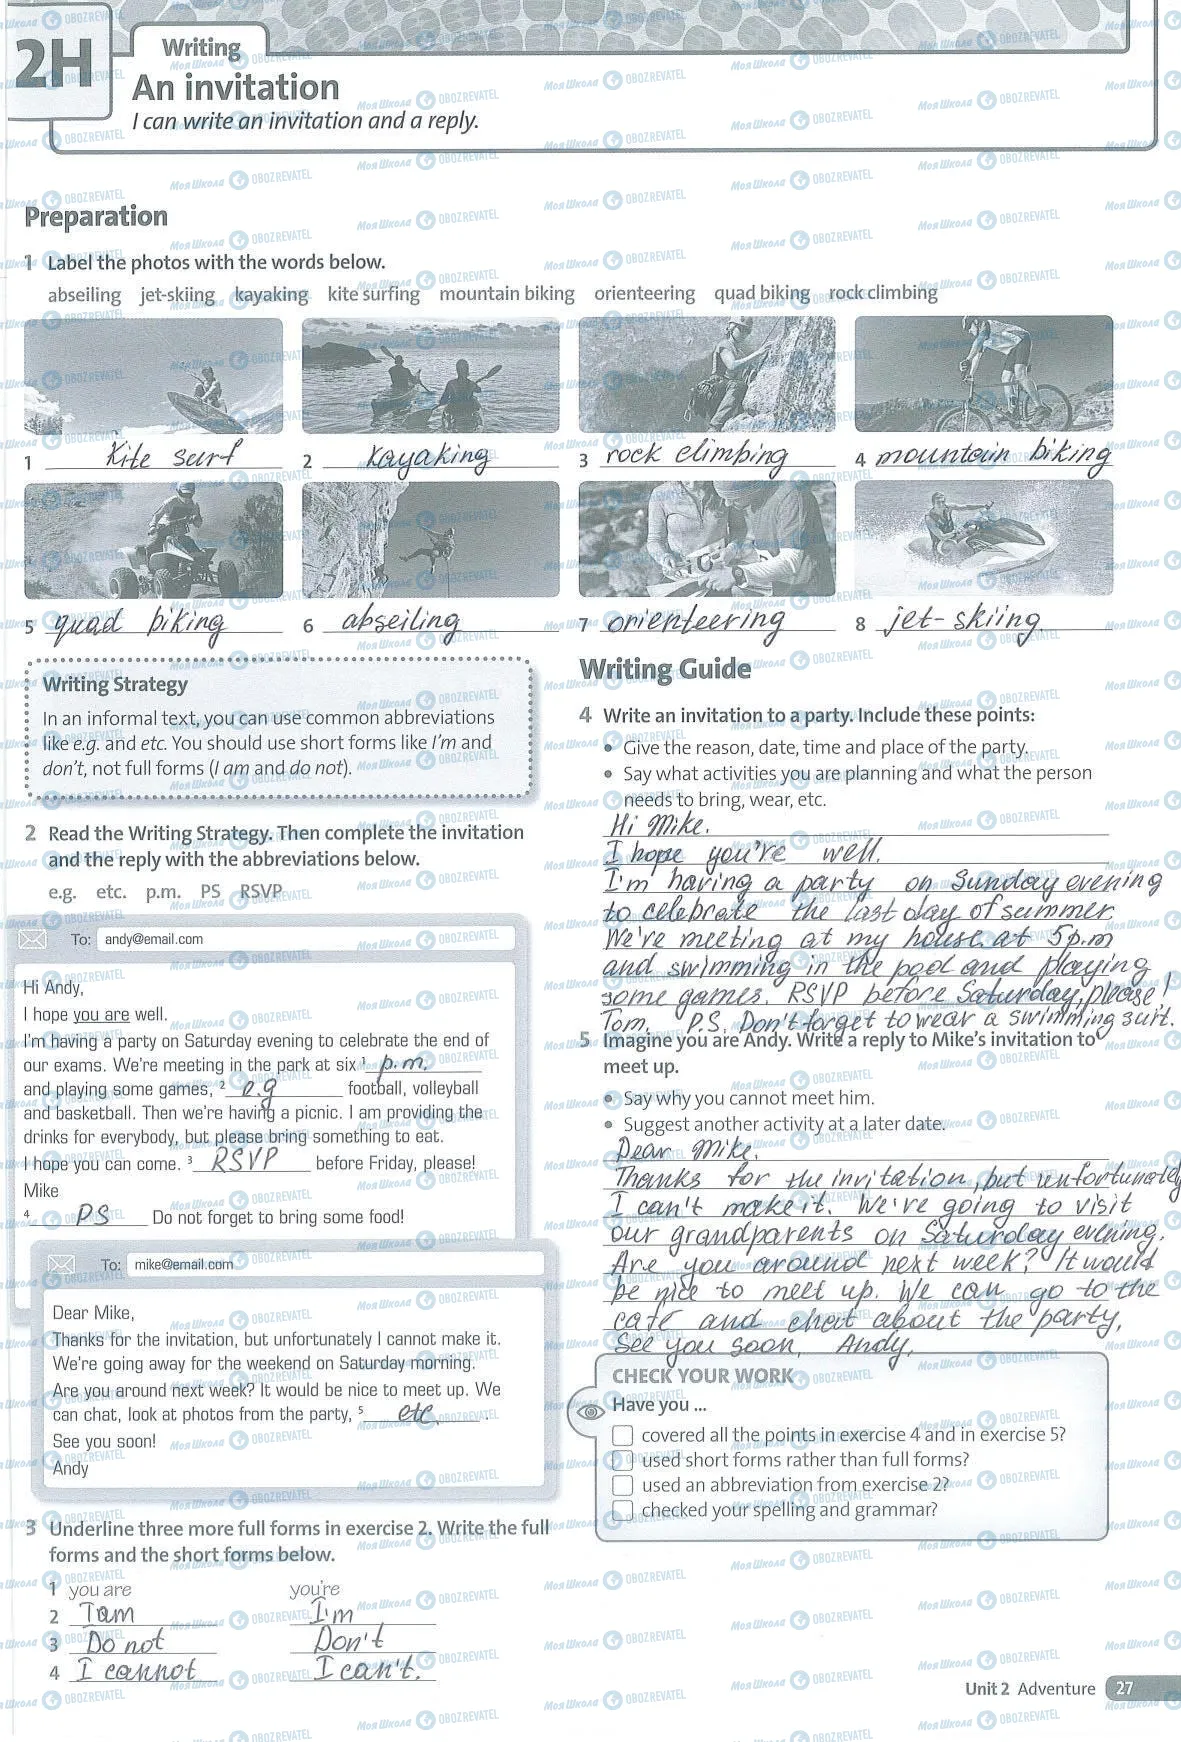 2H
Writing
An invitation
I can write an invitation and a reply.
Preparation
1 Label the photos with the words below.
abseiling jet-skiing kayaking kite surfing mountain biking orienteering quad biking rock climbing
1 Kite surf
2 Kayaking
3 rock climbing
4 mountain biking
5 quad biking
6 abseiling
7 orienteering
8 jet-skiing
Writing Strategy
In an informal text, you can use common abbreviations
like e.g. and etc. You should use short forms like I'm and
don't, not full forms (I am and do not).
2 Read the Writing Strategy. Then complete the invitation
and the reply with the abbreviations below.
e.g. etc. p.m. PS RSVP
To: andy@email.com
Hi Andy,
I hope you are well.
I'm having a party on Saturday evening to celebrate the end of
our exams. We're meeting in the park at six ¹ p.m.
and playing some games, ² e.g football, volleyball
and basketball. Then we're having a picnic. I am providing the
drinks for everybody, but please bring something to eat.
I hope you can come. ³ RSVP before Friday, please!
Mike
⁴ PS Do not forget to bring some food!
To: mike@email.com
Dear Mike,
Thanks for the invitation, but unfortunately I cannot make it.
We're going away for the weekend on Saturday morning.
Are you around next week? It would be nice to meet up. We
can chat, look at photos from the party, ⁵ etc.
See you soon!
Andy
3 Underline three more full forms in exercise 2. Write the full
forms and the short forms below.
1 you are you're
2 I am I'm
3 Do not Don't
4 I cannot I can't.
Writing Guide
4 Write an invitation to a party. Include these points:
• Give the reason, date, time and place of the party.
• Say what activities you are planning and what the person
needs to bring, wear, etc.
Hi Mike.
I hope you're well.
I'm having a party on Sunday evening
to celebrate the last day of summer.
We're meeting at my house at 5p.m
and swimming in the pool and playing
some games. RSVP before Saturday, please!
Tom. P.S. Don't forget to wear a swimming surt.
5 Imagine you are Andy. Write a reply to Mike's invitation to
meet up.
• Say why you cannot meet him.
• Suggest another activity at a later date.
Dear Mike.
Thanks for the invitation, but unfortunately
I can't make it. We're going to visit
our grandparents on Saturday evening.
Are you around next week? It would
be nice to meet up. We can go to the
cafe and chat about the party.
See you soon, Andy.
CHECK YOUR WORK
Have you ...
covered all the points in exercise 4 and in exercise 5?
used short forms rather than full forms?
used an abbreviation from exercise 2?
checked your spelling and grammar?
Unit 2 Adventure 27
Моя Школа OBOZREVATEL